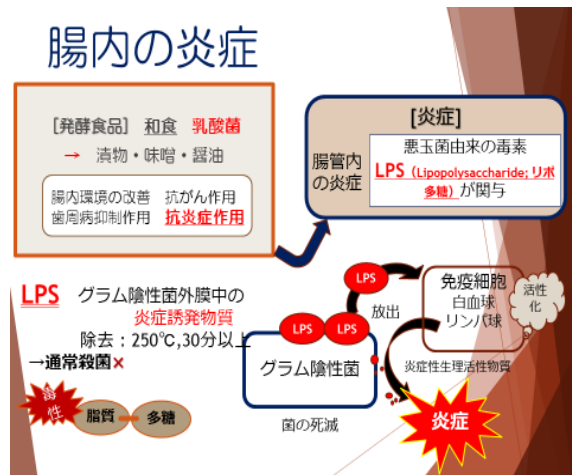 腸内の炎症
[発酵食品] 和食 乳酸菌
→ 漬物・味噌・醤油
腸内環境の改善 抗がん作用
歯周病抑制作用 抗炎症作用
[炎症]
腸管内
の炎症
悪玉菌由来の毒素
LPS (Lipopolysaccharide; リポ
多糖) が関与
LPS グラム陰性菌外膜中の
炎症誘発物質
除去：250℃,30分以上
→通常殺菌×
毒性
脂質
多糖
LPS
LPS
LPS
放出
グラム陰性菌
菌の死滅
免疫細胞
白血球
リンパ球
活性
化
炎症性生理活性物質
炎症